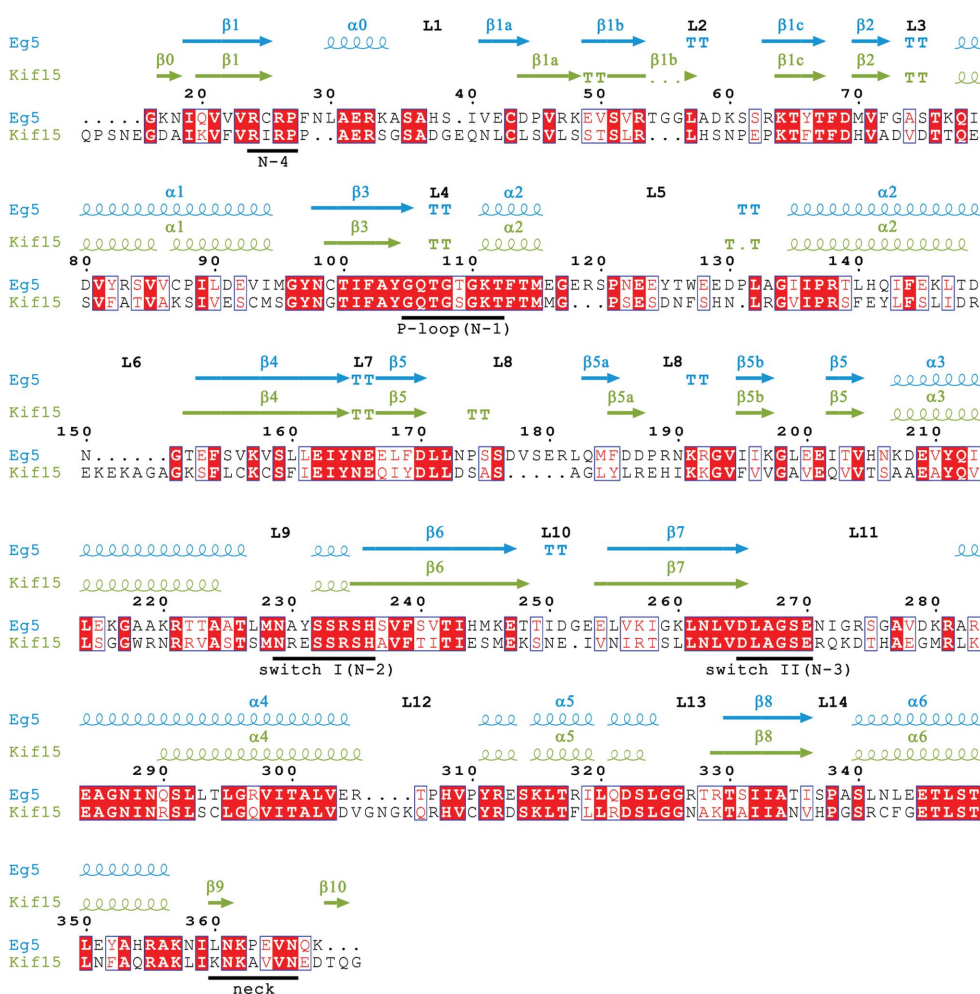 β1 α0 L1 β1a β1b L2 β1c β2 L3
Eg5 TT TT
β0 β1 β1a β1b β1c β2
Kif15 TT ... TT
20 30 40 50 60 70
Eg5 .....GKNIQVVVRCRPFNLAERKASAHS.IVECDPVRKEVSVRTGGLADKSSRKTYTFDMVFGASTKQI
Kif15 QPSNEGDAIKVFVRIRP..AERSGSADGEQNLCLSVLSSTSLR...LHSNPEPKTFTFDHVADVDTTQE
N-4
α1 β3 L4 α2 L5 α2
Eg5 TT TT
α1 β3 α2 α2
Kif15 TT T.T
80 90 100 110 120 130 140
Eg5 DVYRSVVCPILDEVIMGYNCTIFAYGQTGTGKTFTMEGERSPNEEYTWEEDPLAGIIPRTLHQIFEKLTD
Kif15 SVFATVAKSIVESCMSGYNGTIFAYGQTGSGKTFTMMG...PSESDNFSHN.LRGVIPRSFEYLFSLIDR
P-loop(N-1)
L6 β4 L7 β5 L8 β5a L8 β5b β5 α3
Eg5 TT TT
β4 β5 β5a β5b β5 α3
Kif15 TT TT
150 160 170 180 190 200 210
Eg5 N......GTEFSVKVSLLEIYNEELFDLLNPSSDVSERLQMFDDPRNKRGVIIKGLEEITVHNKDEVYQI
Kif15 EKEKAGAGKSFLCKCSFIEIYNEQIYDLLDSAS.....AGLYLREHIKKGVFVVGAVEQVVTSAAEAYQV
L9 β6 L10 β7 L11
Eg5 TT
β6 β7
Kif15
220 230 240 250 260 270 280
Eg5 LEKGAAKRTTAATLMNAYSSRSHSVFSVTIHMKETTIDGEELVKIGKLNLVDLAGSENIGRSGAVDKRAR
Kif15 LSGGWRNRRVASTSMNRESSRSHAVFTITIESMEKSNE.IVNIRTSLLNLVDLAGSERQKDTHAEGMRLK
switch I(N-2) switch II(N-3)
α4 L12 α5 L13 β8 L14 α6
Eg5
α4 α5 β8 α6
Kif15
290 300 310 320 330 340
Eg5 EAGNINQSLLTLGRVITALVER....TPHVPYRESKLTRILQDSLGGRTRTSIIATISPASLNLEETLST
Kif15 EAGNINRSLSCLGQVITALVDVGNGKQRHVCYRDSKLTFLLRDSLGGNAKTAIIANVHPGSRCFGETLST
Eg5
β9 β10
Kif15
350 360
Eg5 LEYAHRAKNILNKPEVNQK...
Kif15 LNFAQRAKLIKNKAVVNEDTQG
neck